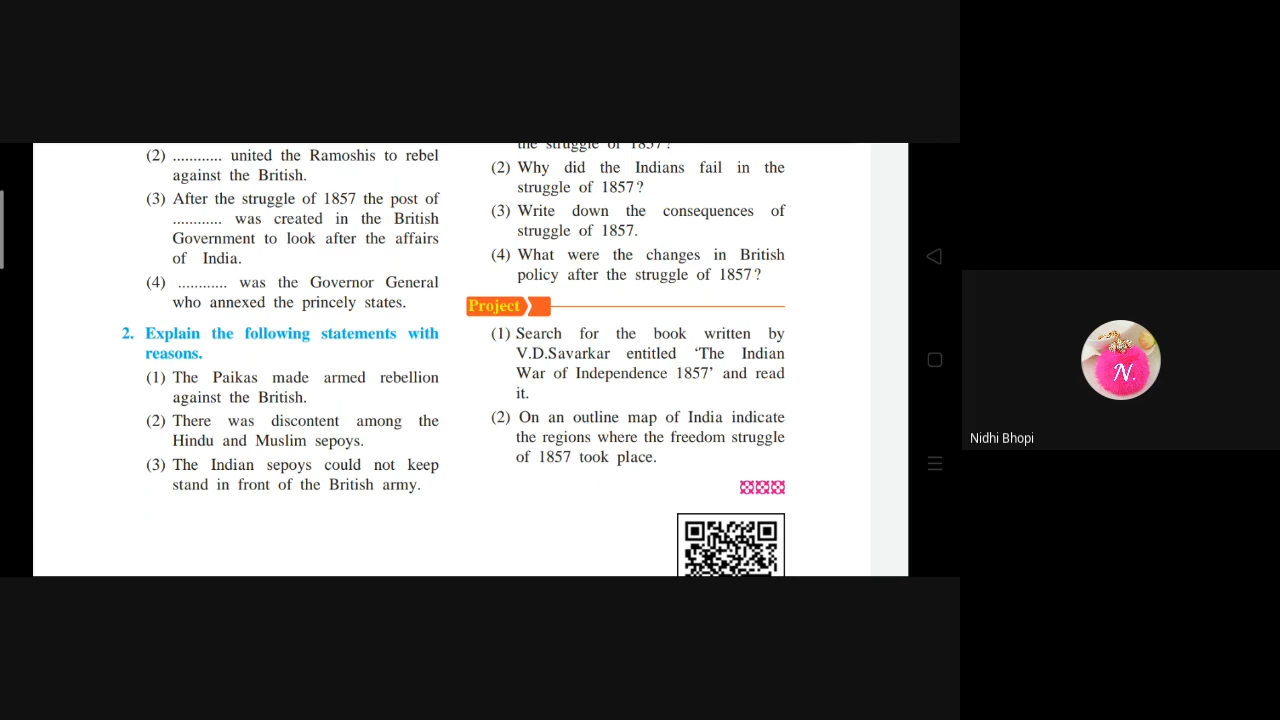 (2) ............ united the Ramoshis to rebel
against the British.
(3) After the struggle of 1857 the post of
............ was created in the British
Government to look after the affairs
of India.
(4) ............ was the Governor General
who annexed the princely states.
2. Explain the following statements with
reasons.
(1) The Paikas made armed rebellion
against the British.
(2) There was discontent among the
Hindu and Muslim sepoys.
(3) The Indian sepoys could not keep
stand in front of the British army.
the struggle of 1857?
(2) Why did the Indians fail in the
struggle of 1857?
(3) Write down the consequences of
struggle of 1857.
(4) What were the changes in British
policy after the struggle of 1857?
Project
(1) Search for the book written by
V.D.Savarkar entitled ‘The Indian
War of Independence 1857’ and read
it.
(2) On an outline map of India indicate
the regions where the freedom struggle
of 1857 took place.
N.
Nidhi Bhopi